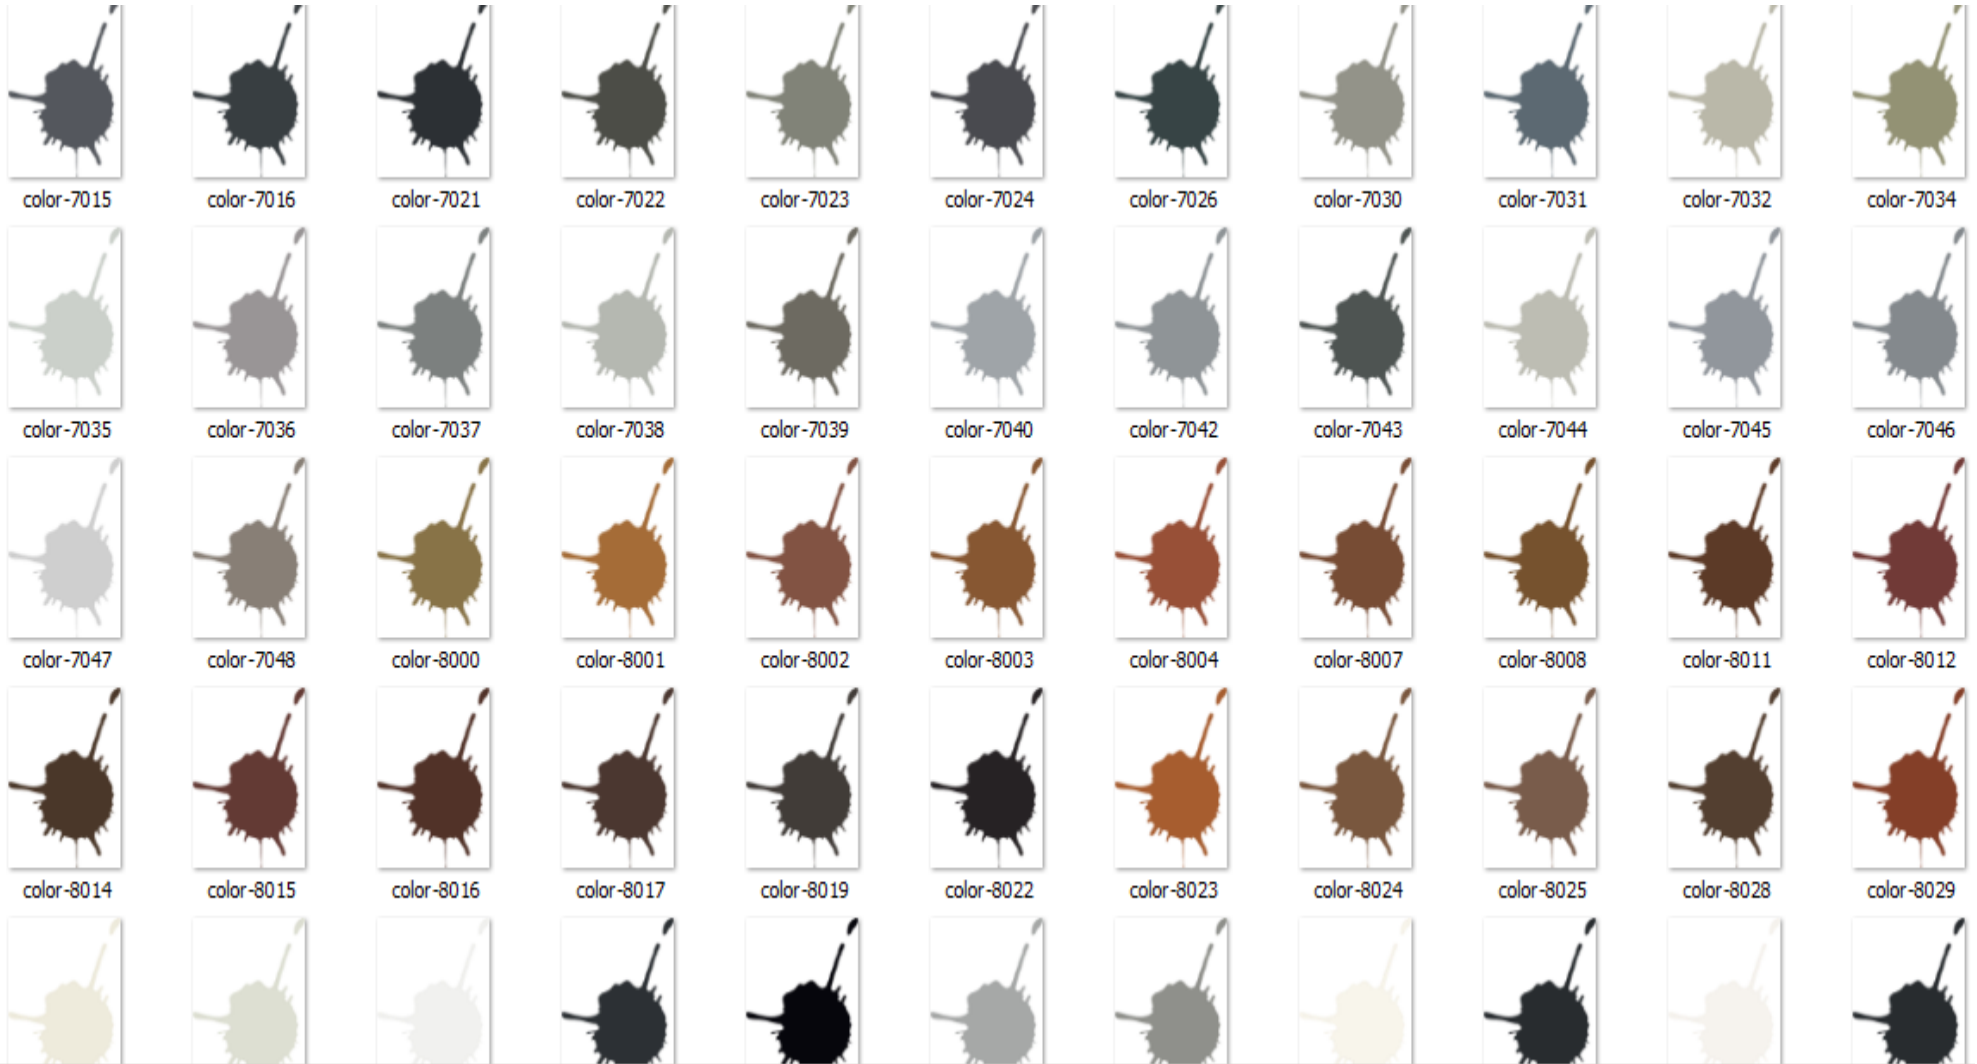 color-7015 color-7016 color-7021 color-7022 color-7023 color-7024 color-7026 color-7030 color-7031 color-7032 color-7034
color-7035 color-7036 color-7037 color-7038 color-7039 color-7040 color-7042 color-7043 color-7044 color-7045 color-7046
color-7047 color-7048 color-8000 color-8001 color-8002 color-8003 color-8004 color-8007 color-8008 color-8011 color-8012
color-8014 color-8015 color-8016 color-8017 color-8019 color-8022 color-8023 color-8024 color-8025 color-8028 color-8029